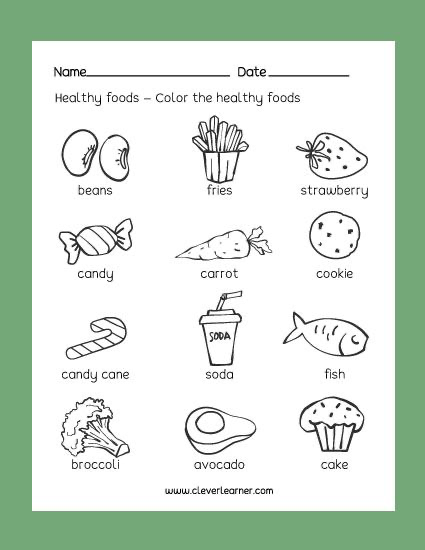 Name Date
Healthy foods – Color the healthy foods
beans fries strawberry
candy carrot cookie
SODA
candy cane soda fish
broccoli avocado cake
www.cleverlearner.com